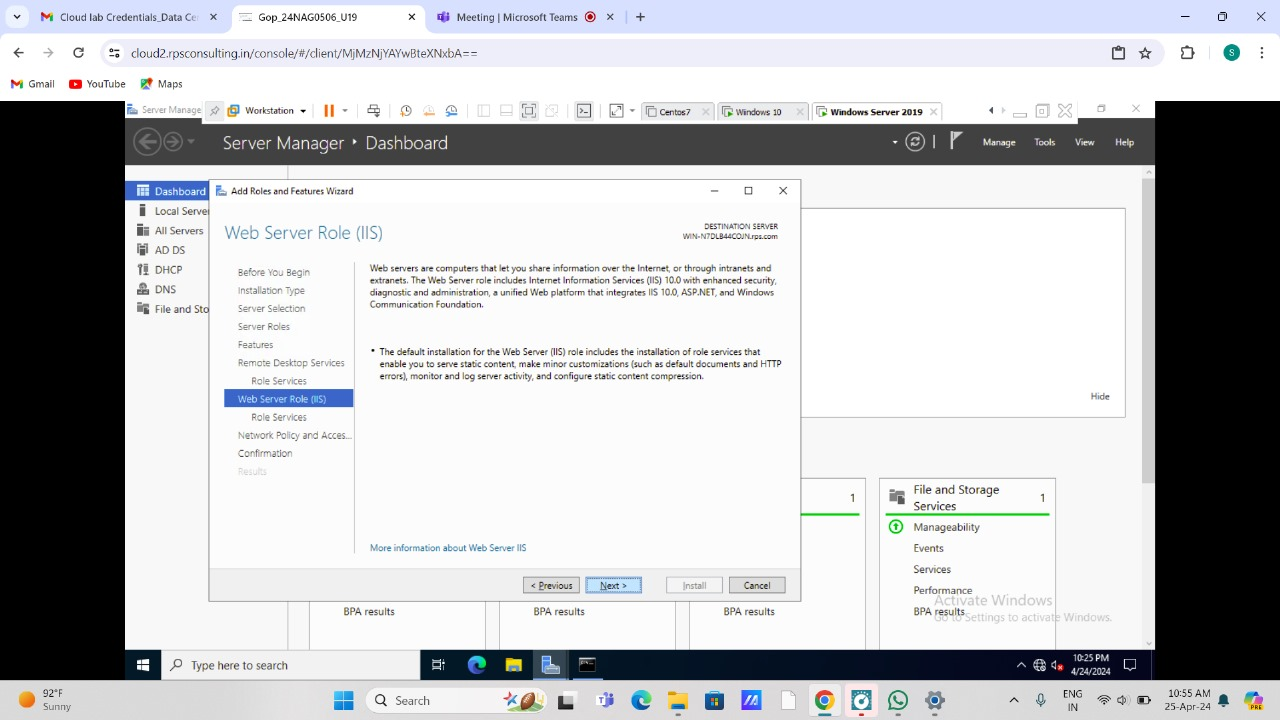 cloud2_Industrials_Data Ce
Gop_24NAG0506_U19
Meeting | Microsoft Teams
cloud2.rpsconsulting.in/console/#/client/MjMzNjYAYwBteXNxbA==
S
Gmail
YouTube
Maps
Server Manage
Workstation
Centos7
Windows 10
Windows Server 2019
Server Manager
Dashboard
Manage
Tools
View
Help
Dashboard
Local Serve
All Servers
AD DS
DHCP
DNS
File and Sto
Add Roles and Features Wizard
Web Server Role (IIS)
DESTINATION SERVER
WIN-N7DLB44COJN.rps.com
Before You Begin
Installation Type
Server Selection
Server Roles
Features
Remote Desktop Services
Role Services
Web Server Role (IIS)
Role Services
Network Policy and Acces...
Confirmation
Results
Web servers are computers that let you share information over the Internet, or through intranets and
extranets. The Web Server role includes Internet Information Services (IIS) 10.0 with enhanced security,
diagnostic and administration, a unified Web platform that integrates IIS 10.0, ASP.NET, and Windows
Communication Foundation.
• The default installation for the Web Server (IIS) role includes the installation of role services that
enable you to serve static content, make minor customizations (such as default documents and HTTP
errors), monitor and log server activity, and configure static content compression.
More information about Web Server IIS
< Previous
Next >
Install
Cancel
Hide
1
File and Storage
Services
1
Manageability
Events
Services
Performance
BPA results
BPA results
BPA results
BPA results
Activate Windows
Go to Settings to activate Windows.
Type here to search
10:25 PM
4/24/2024
92°F
Sunny
Search
ENG
IN
10:55 AM
25-Apr-24
PRE